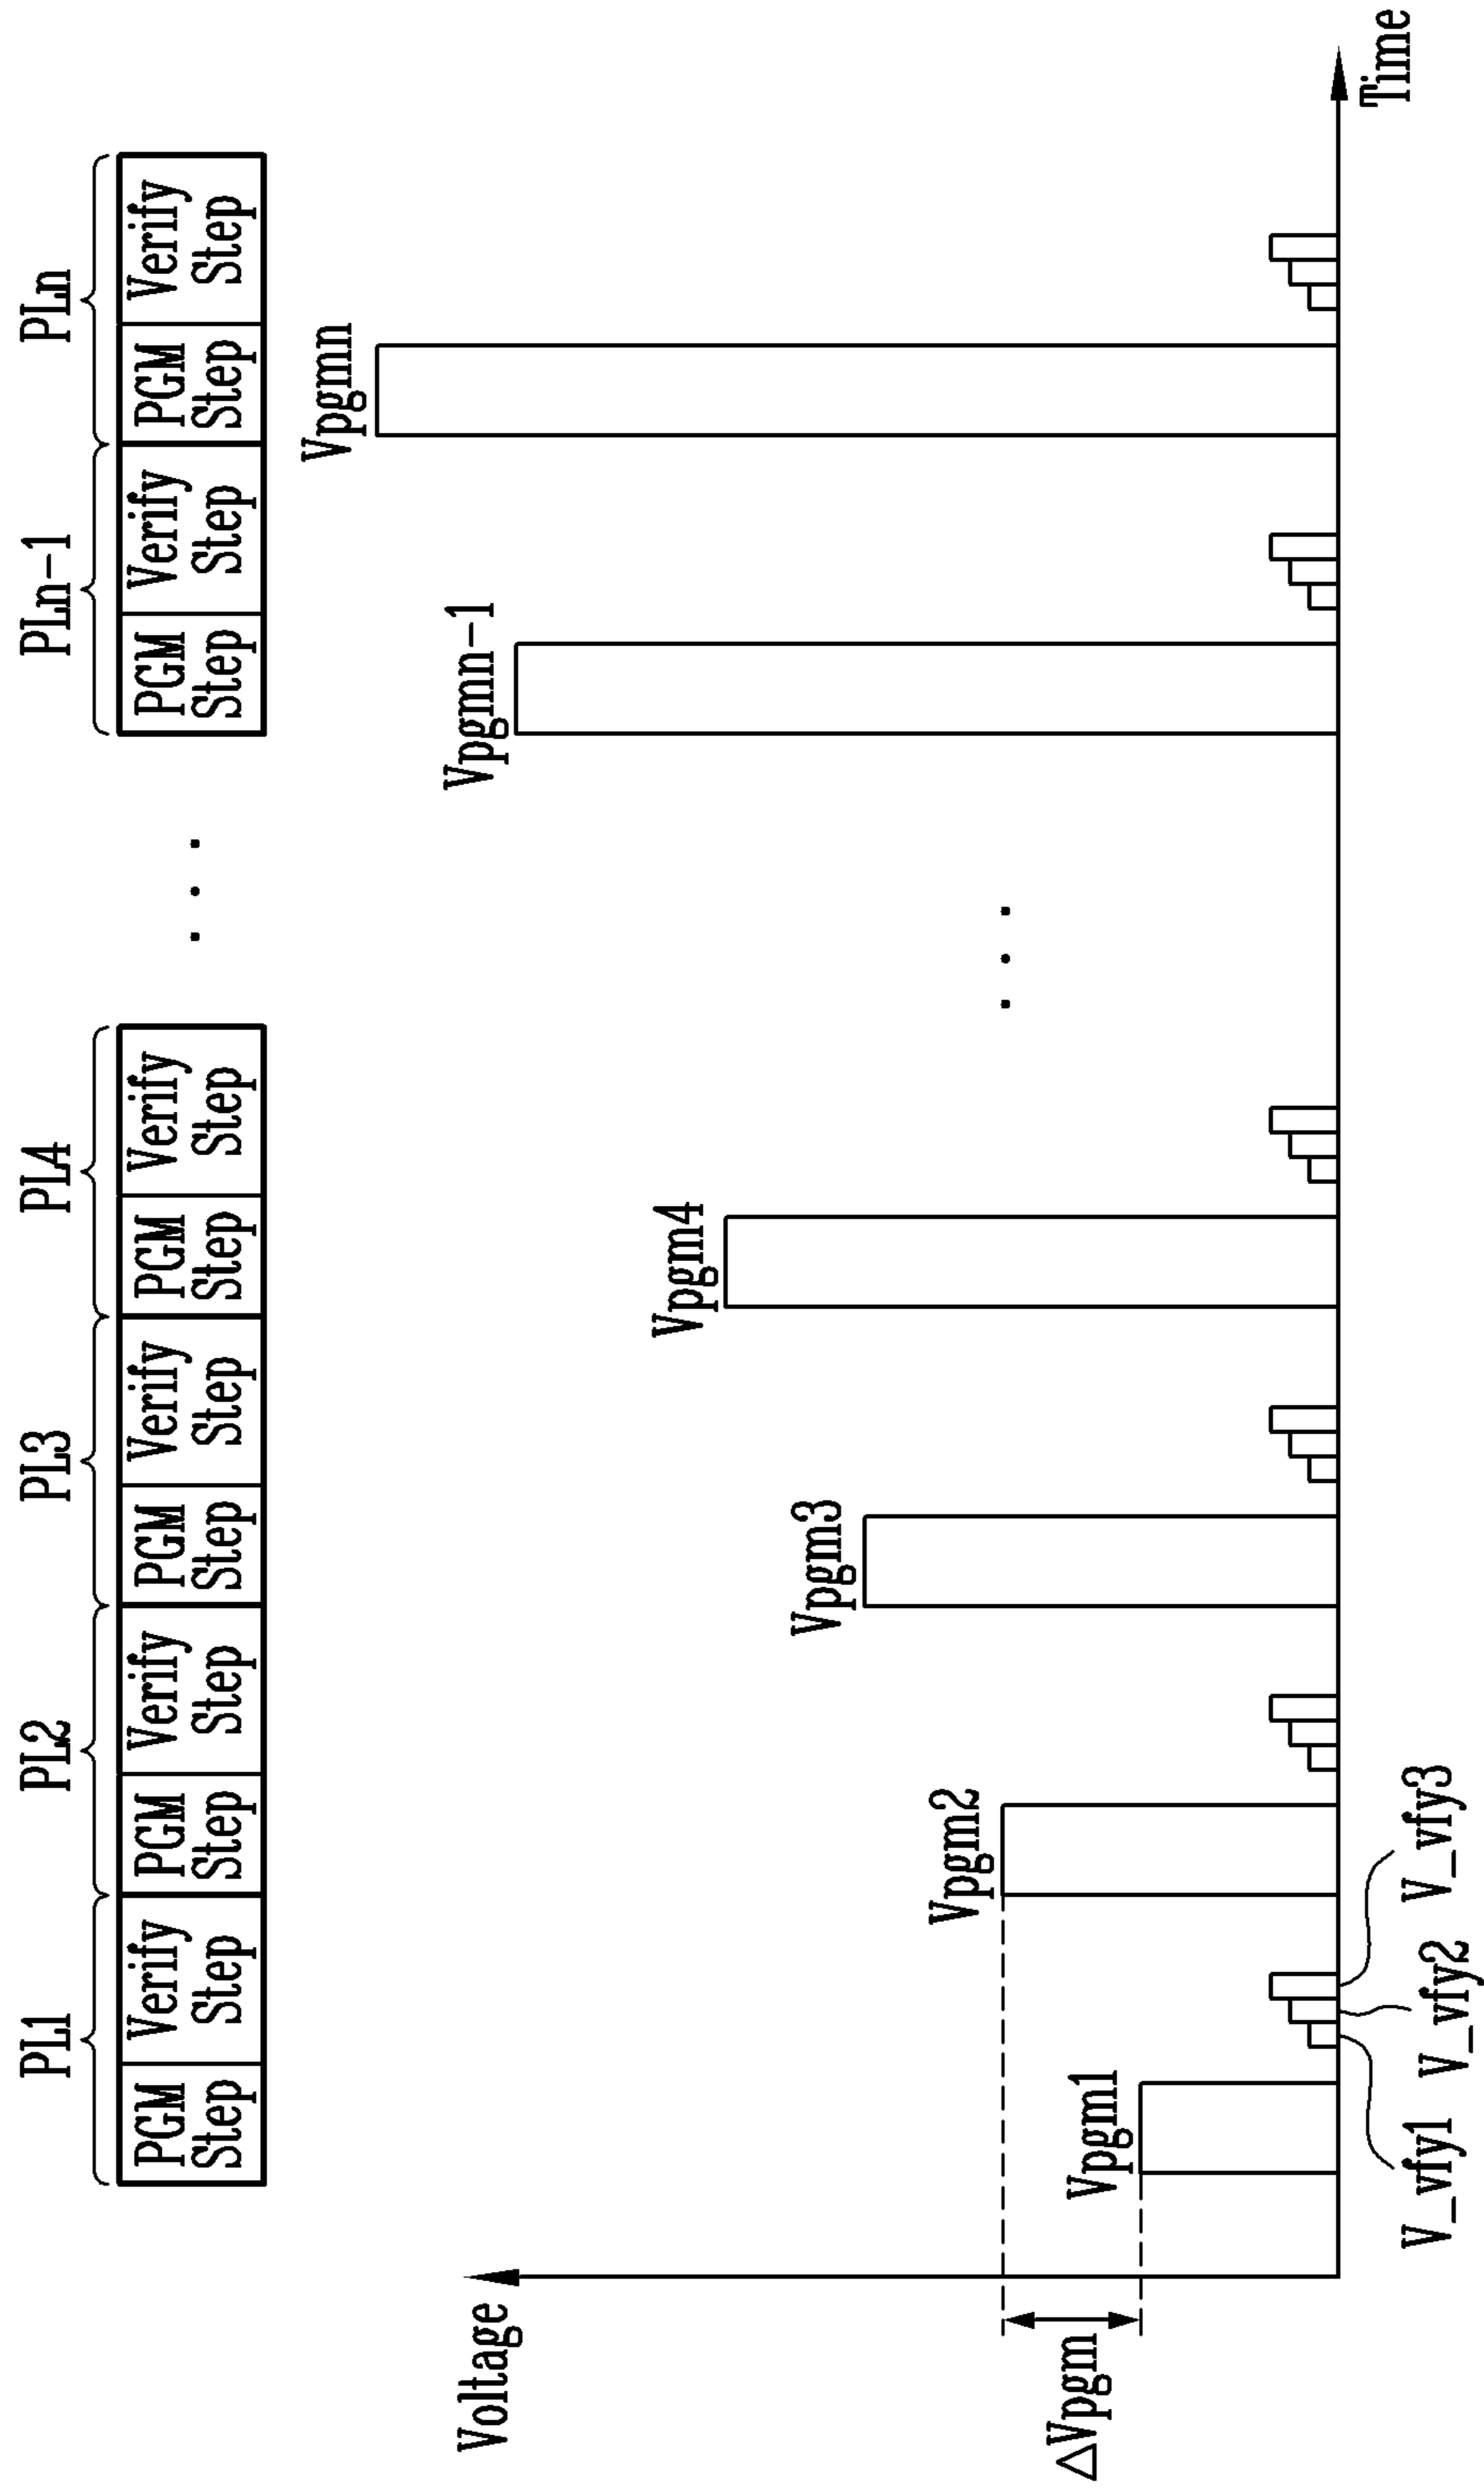 PL1 PL2 PL3 PL4 PLn-1 PLn
PGM Step
Verify Step
PGM Step
Verify Step
PGM Step
Verify Step
PGM Step
Verify Step
. . .
PGM Step
Verify Step
PGM Step
Verify Step
Voltage
Vpgmn
Vpgmn-1
Vpgm4
Vpgm3
Vpgm2
Vpgm1
△Vpgm
. . .
Time
V_vfy1
V_vfy2
V_vfy3